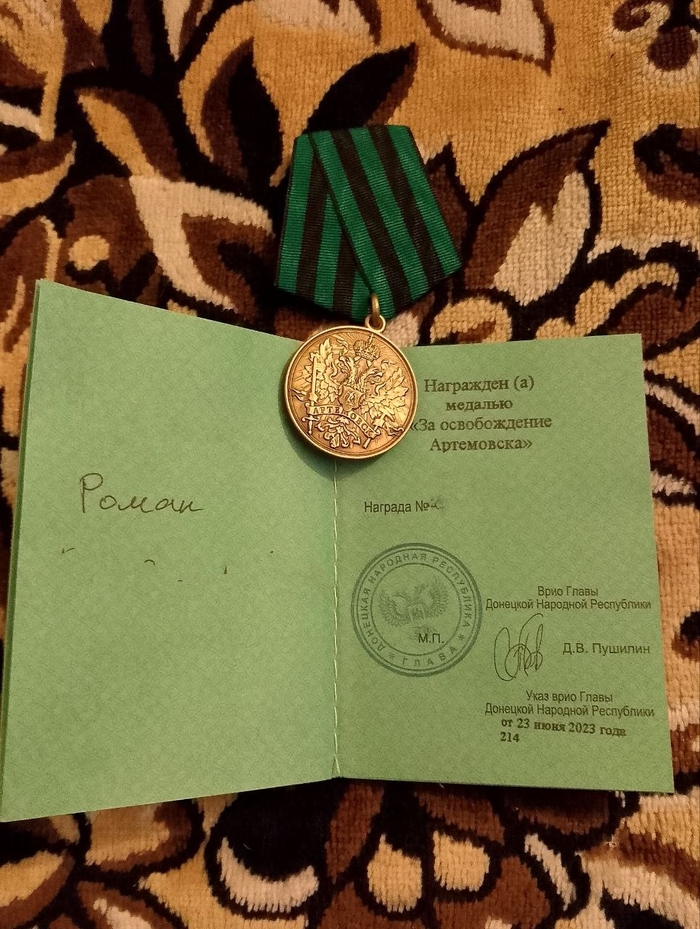 Роман
АРТЕМОВСК
Награжден (а)
медалью
«За освобождение
Артемовска»
Награда №
ДОНЕЦКАЯ НАРОДНАЯ РЕСПУБЛИКА
М.П.
ГЛАВА
Врио Главы
Донецкой Народной Республики
Д.В. Пушилин
Указ врио Главы
Донецкой Народной Республики
от 23 июня 2023 года
214